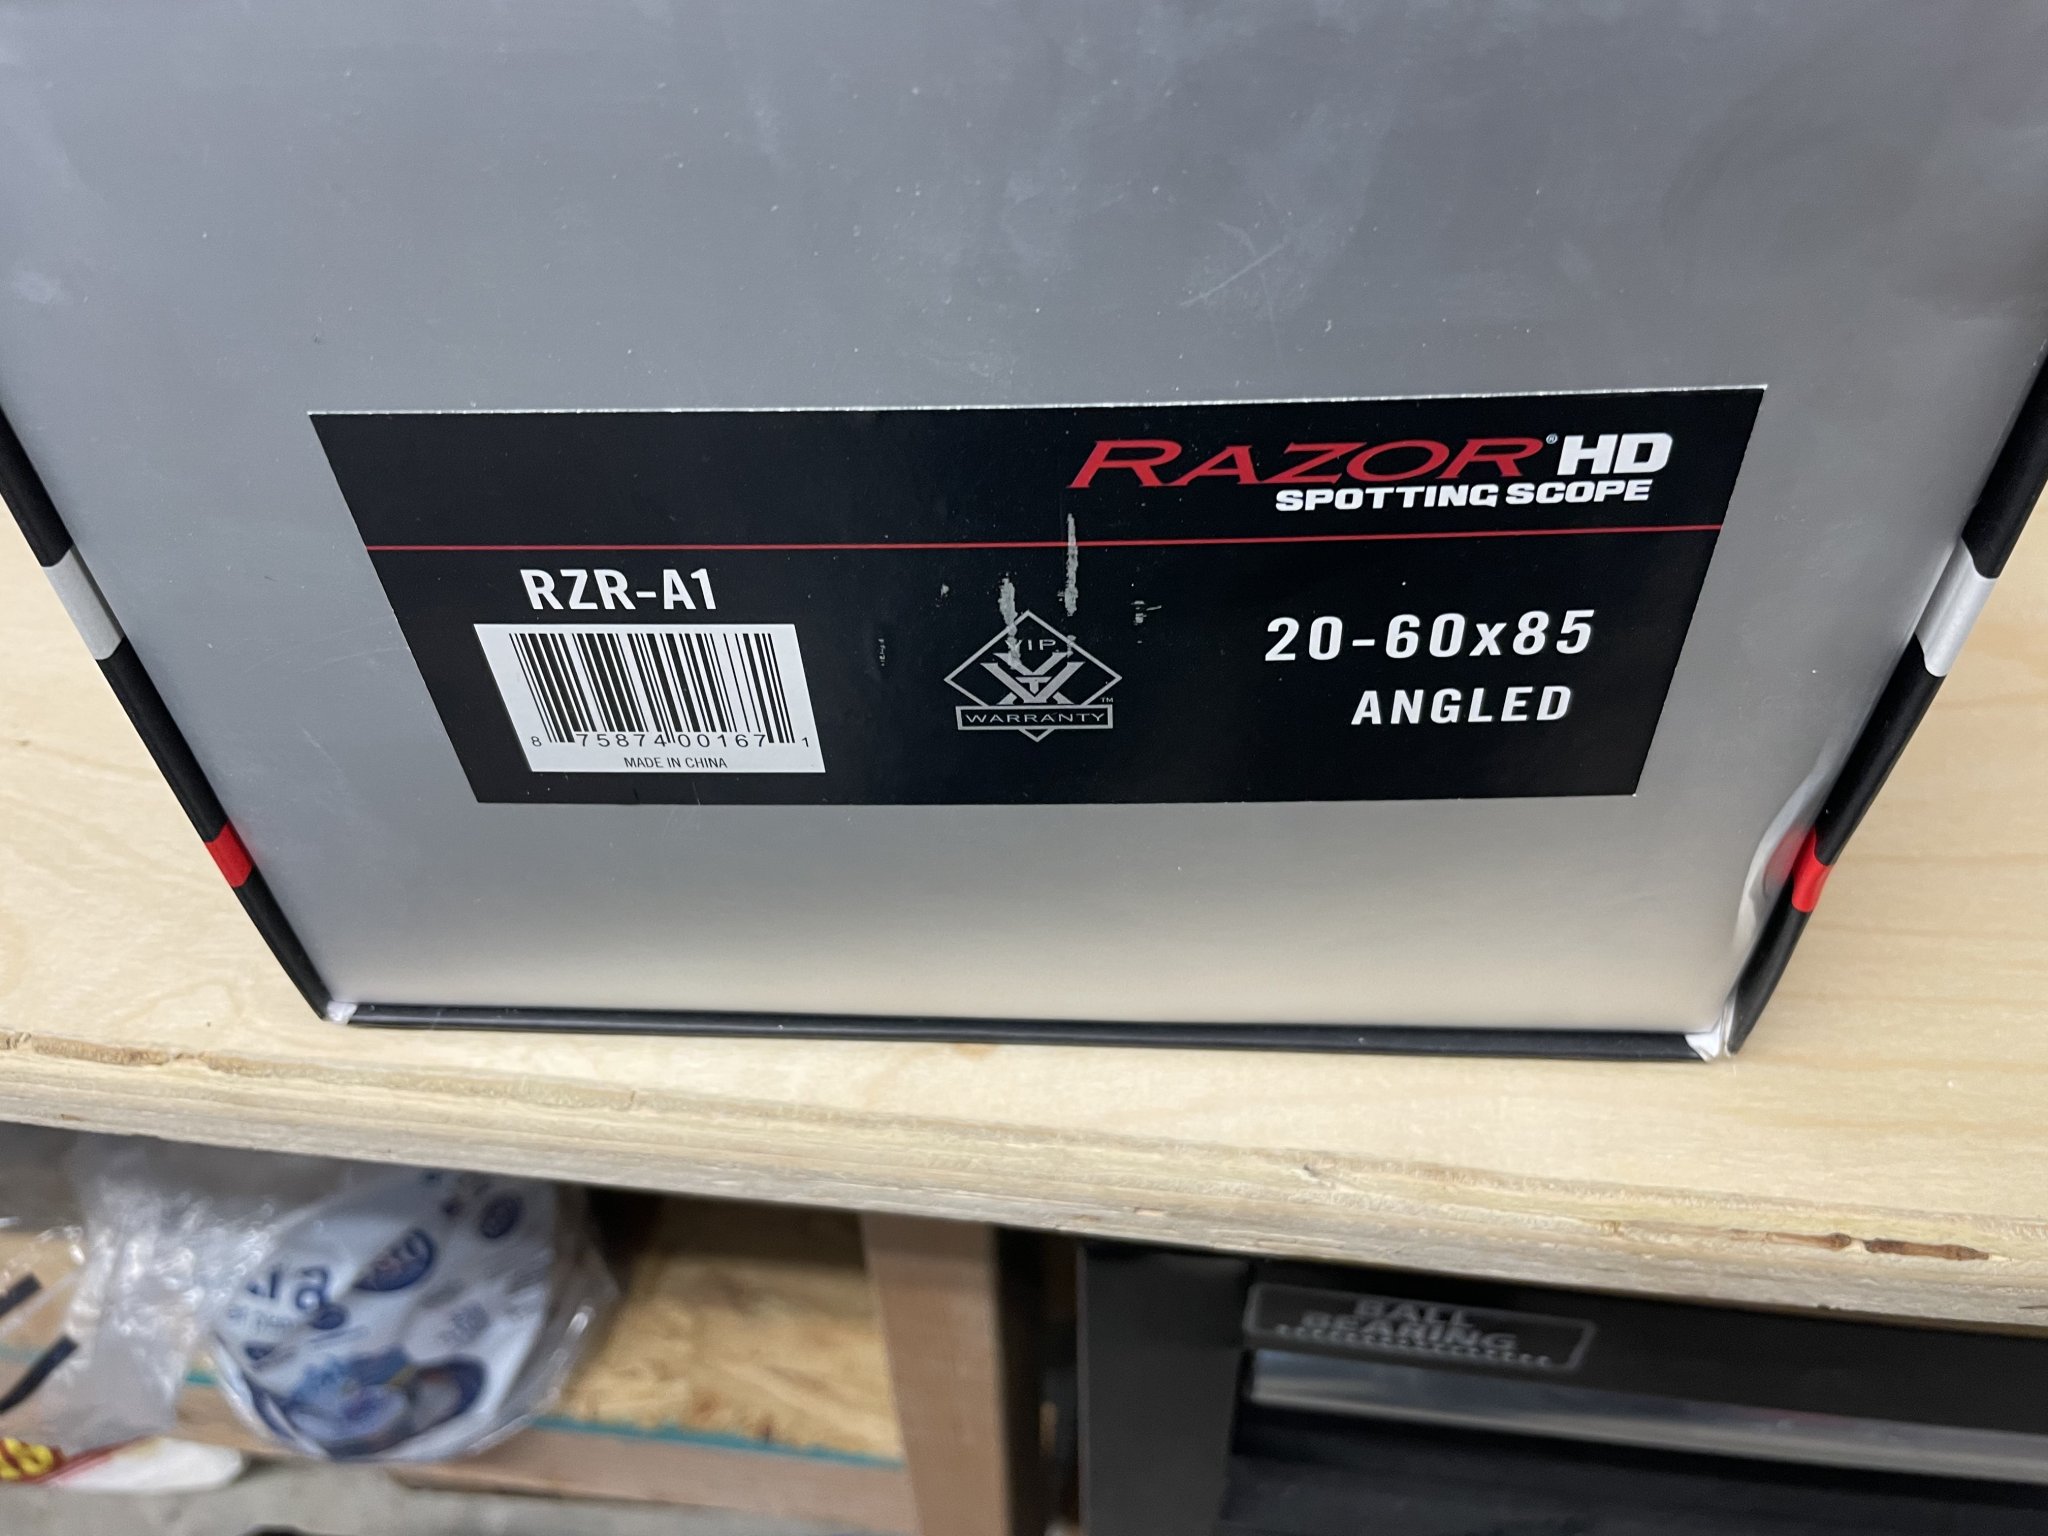 RAZOR® HD
SPOTTING SCOPE
RZR-A1
8 75874 00167 1
MADE IN CHINA
VIP
WARRANTY™
20-60x85
ANGLED
BALL
BEARING